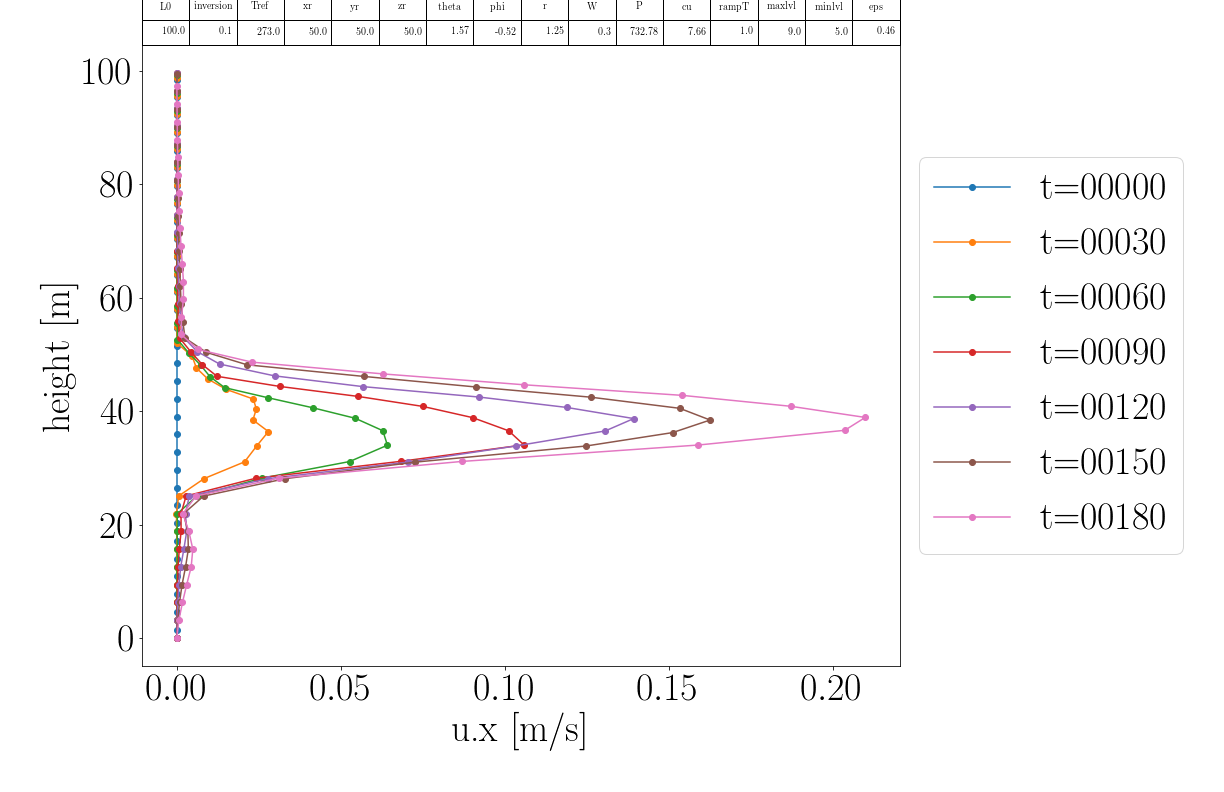 L0 inversion Tref xr yr zr theta phi r W P cu rampT maxlvl minlvl eps
100.0 0.1 273.0 50.0 50.0 50.0 1.57 -0.52 1.25 0.3 732.78 7.66 1.0 9.0 5.0 0.46
100
80
60
40
20
0
height [m]
0.00 0.05 0.10 0.15 0.20
u.x [m/s]
t=00000
t=00030
t=00060
t=00090
t=00120
t=00150
t=00180